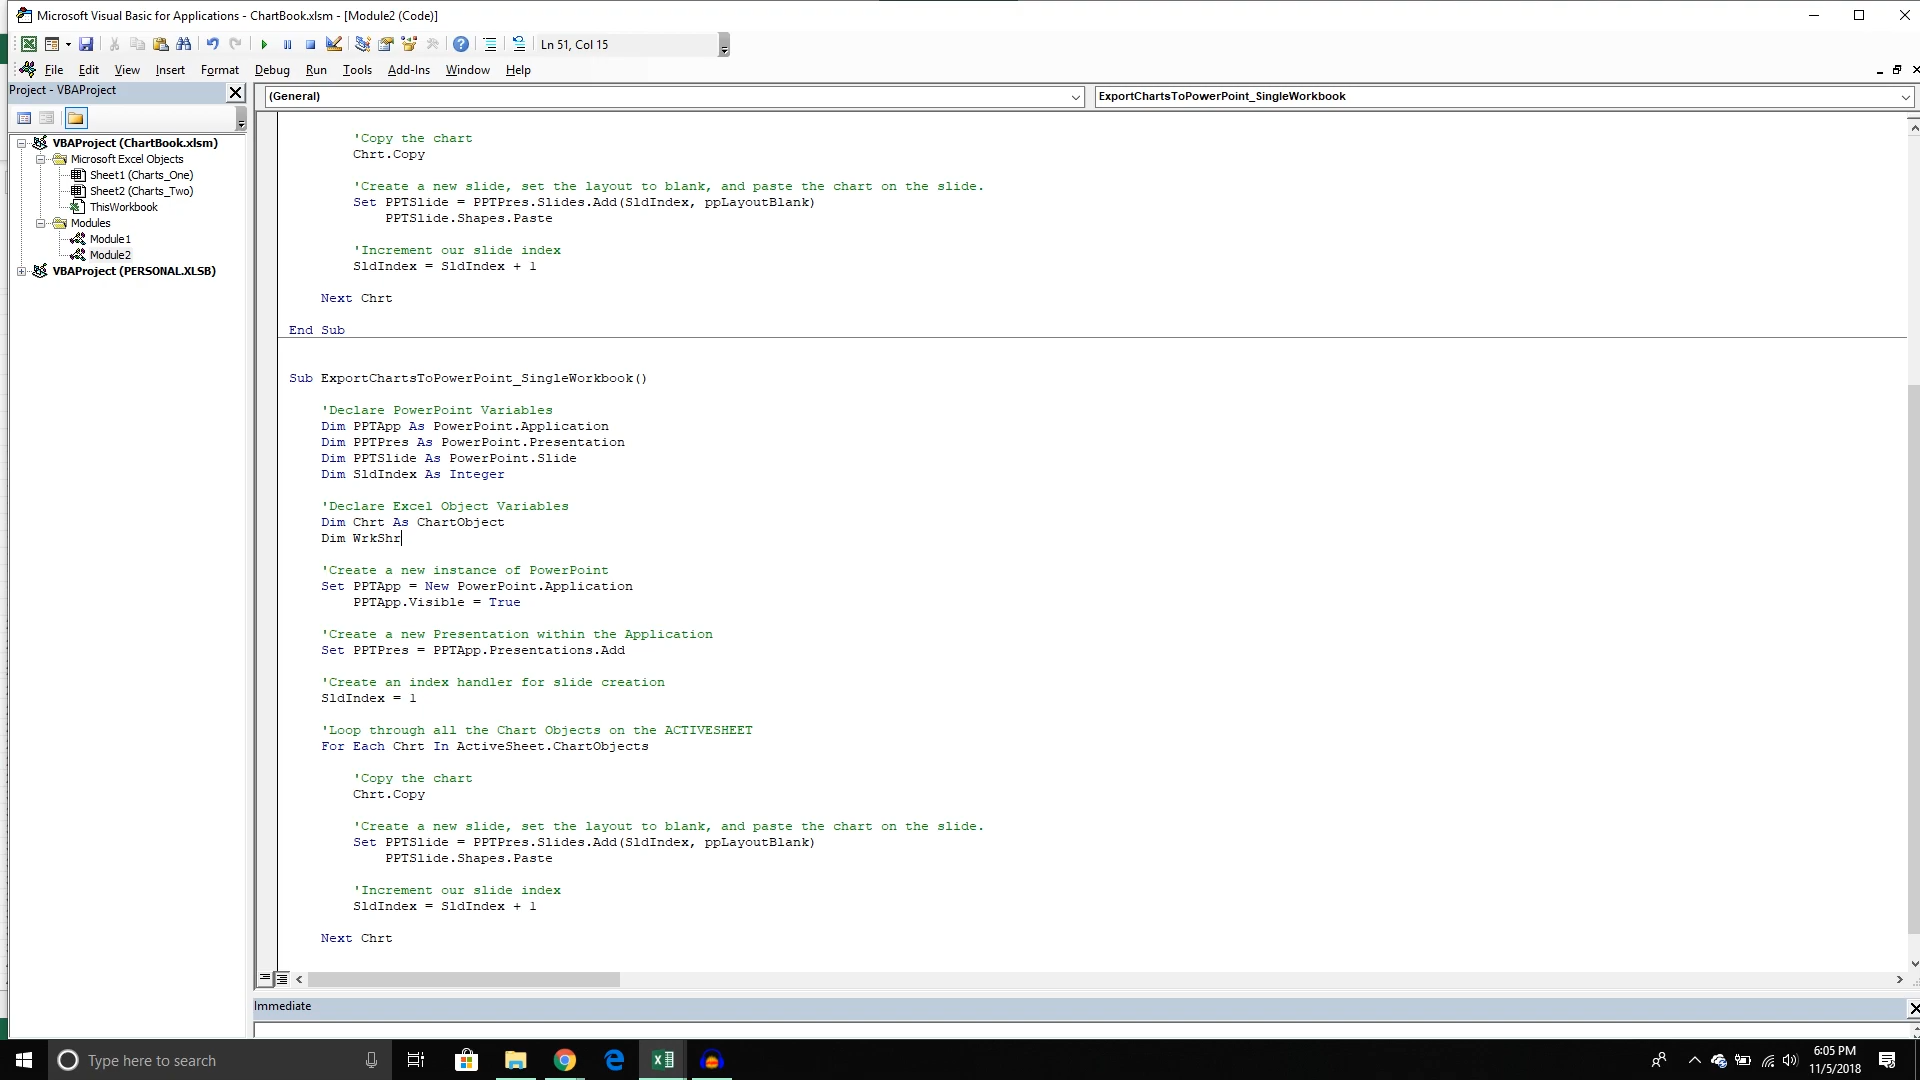 Microsoft Visual Basic for Applications - ChartBook.xlsm - [Module2 (Code)]
Ln 51, Col 15
File Edit View Insert Format Debug Run Tools Add-Ins Window Help
Project - VBAProject
(General)
ExportChartsToPowerPoint_SingleWorkbook
VBAProject (ChartBook.xlsm)
Microsoft Excel Objects
Sheet1 (Charts_One)
Sheet2 (Charts_Two)
ThisWorkbook
Modules
Module1
Module2
VBAProject (PERSONAL.XLSB)
'Copy the chart
Chrt.Copy
'Create a new slide, set the layout to blank, and paste the chart on the slide.
Set PPTSlide = PPTPres.Slides.Add(SldIndex, ppLayoutBlank)
PPTSlide.Shapes.Paste
'Increment our slide index
SldIndex = SldIndex + 1
Next Chrt
End Sub
Sub ExportChartsToPowerPoint_SingleWorkbook()
'Declare PowerPoint Variables
Dim PPTApp As PowerPoint.Application
Dim PPTPres As PowerPoint.Presentation
Dim PPTSlide As PowerPoint.Slide
Dim SldIndex As Integer
'Declare Excel Object Variables
Dim Chrt As ChartObject
Dim WrkShr
'Create a new instance of PowerPoint
Set PPTApp = New PowerPoint.Application
PPTApp.Visible = True
'Create a new Presentation within the Application
Set PPTPres = PPTApp.Presentations.Add
'Create an index handler for slide creation
SldIndex = 1
'Loop through all the Chart Objects on the ACTIVESHEET
For Each Chrt In ActiveSheet.ChartObjects
'Copy the chart
Chrt.Copy
'Create a new slide, set the layout to blank, and paste the chart on the slide.
Set PPTSlide = PPTPres.Slides.Add(SldIndex, ppLayoutBlank)
PPTSlide.Shapes.Paste
'Increment our slide index
SldIndex = SldIndex + 1
Next Chrt
Immediate
Type here to search
6:05 PM
11/5/2018